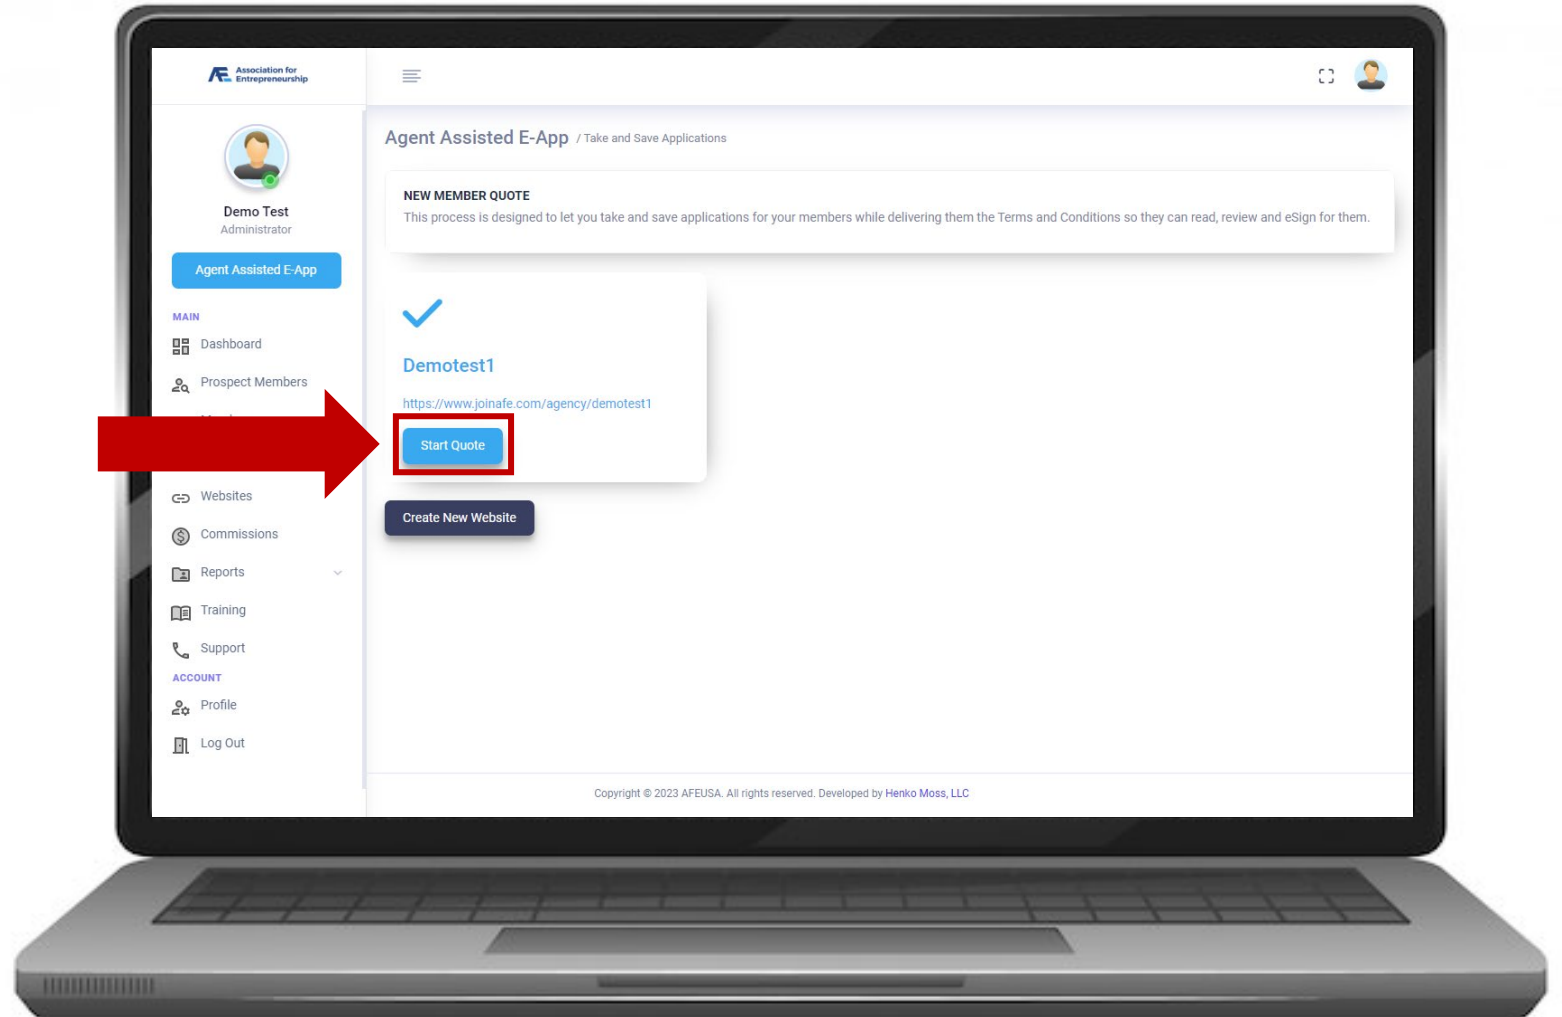 Association for
Entrepreneurship
Demo Test
Administrator
Agent Assisted E-App
MAIN
Dashboard
Prospect Members
Websites
Commissions
Reports
Training
Support
ACCOUNT
Profile
Log Out
Agent Assisted E-App / Take and Save Applications
NEW MEMBER QUOTE
This process is designed to let you take and save applications for your members while delivering them the Terms and Conditions so they can read, review and eSign for them.
Demotest1
https://www.joinafe.com/agency/demotest1
Start Quote
Create New Website
Copyright © 2023 AFEUSA. All rights reserved. Developed by Henko Moss, LLC